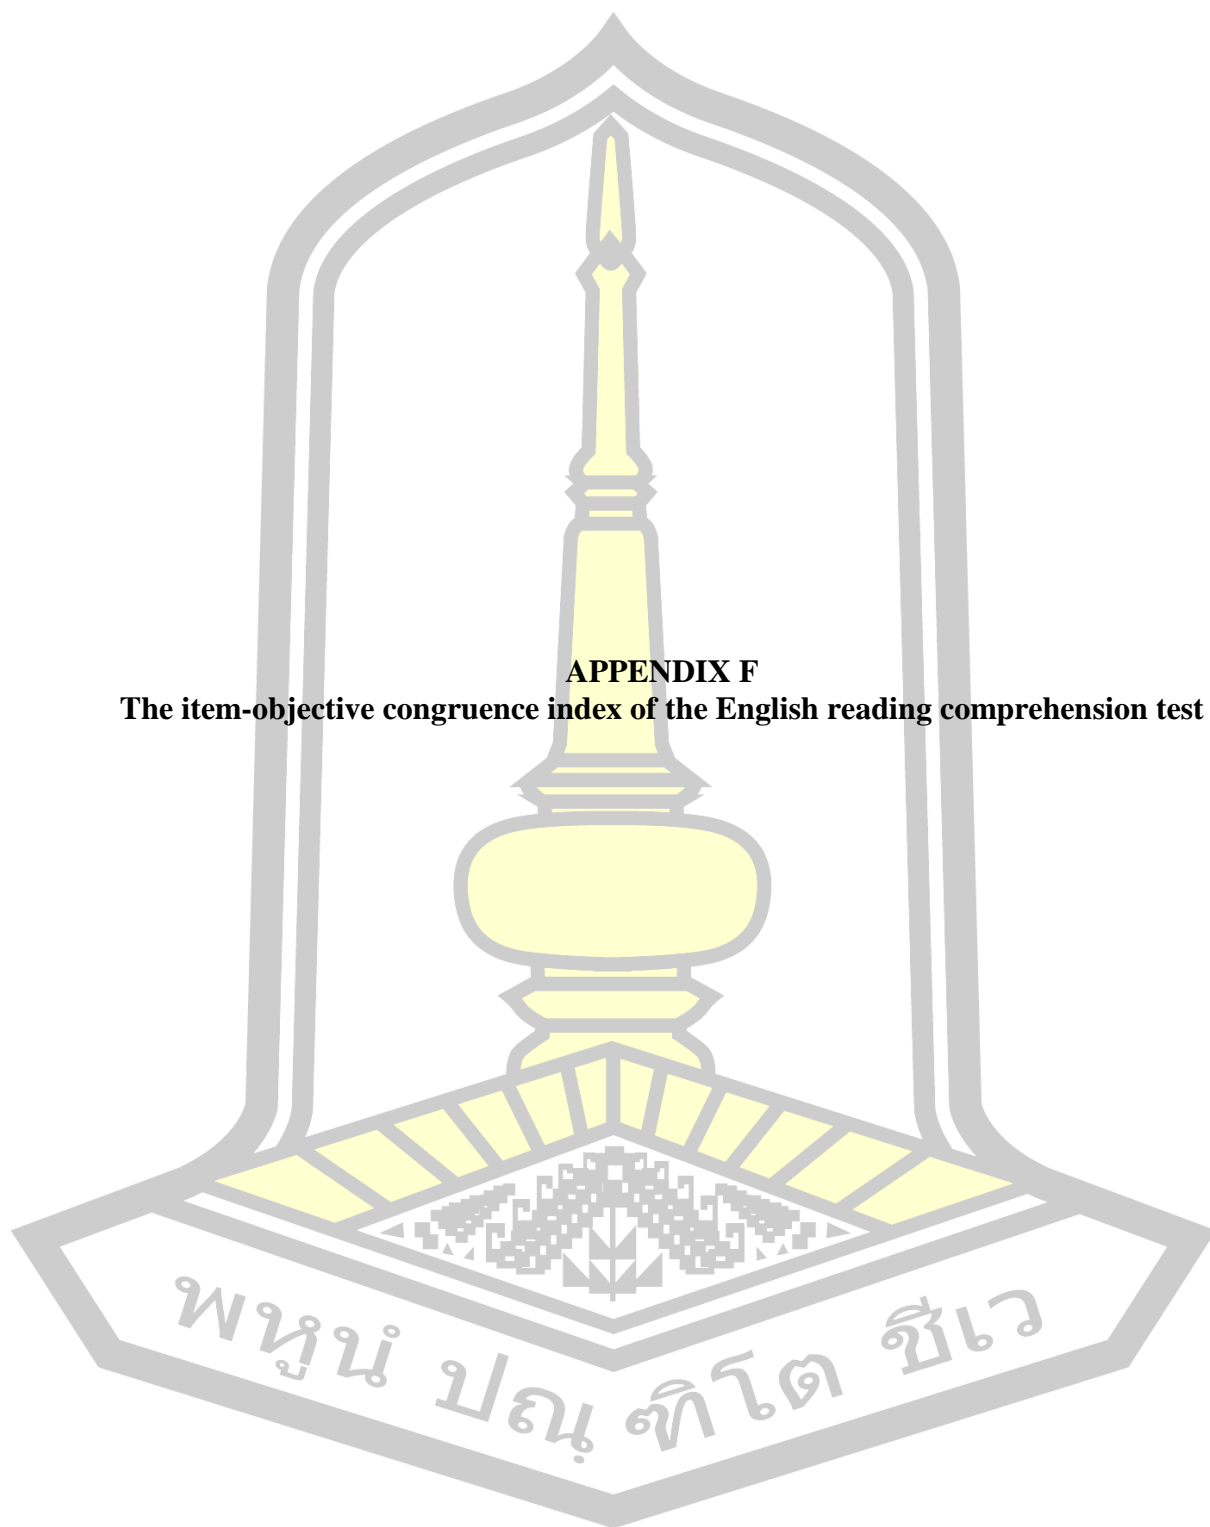 APPENDIX F
The item-objective congruence index of the English reading comprehension test
พหูนํ ปณฺ ฑิโต ชีเว